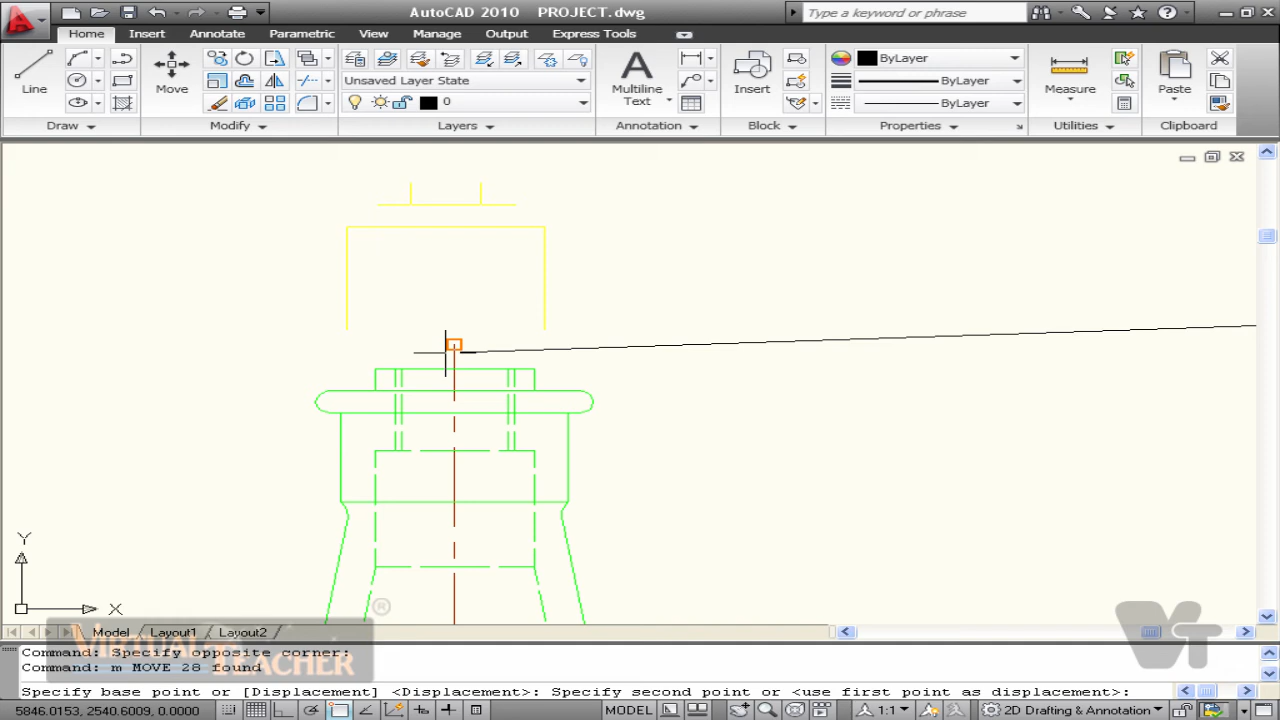 AutoCAD 2010 PROJECT.dwg
Type a keyword or phrase
Home Insert Annotate Parametric View Manage Output Express Tools
Line Move Unsaved Layer State 0 Multiline Text Insert ByLayer ByLayer ByLayer Measure Paste
Draw Modify Layers Annotation Block Properties Utilities Clipboard
Y
X
®
VT
Model Layout1 Layout2
VIRTUAL TEACHER
Command: Specify opposite corner:
Command: m MOVE 28 found
Specify base point or [Displacement] <Displacement>: Specify second point or <use first point as displacement>:
5846.0153, 2540.6009, 0.0000 MODEL 1:1 2D Drafting & Annotation